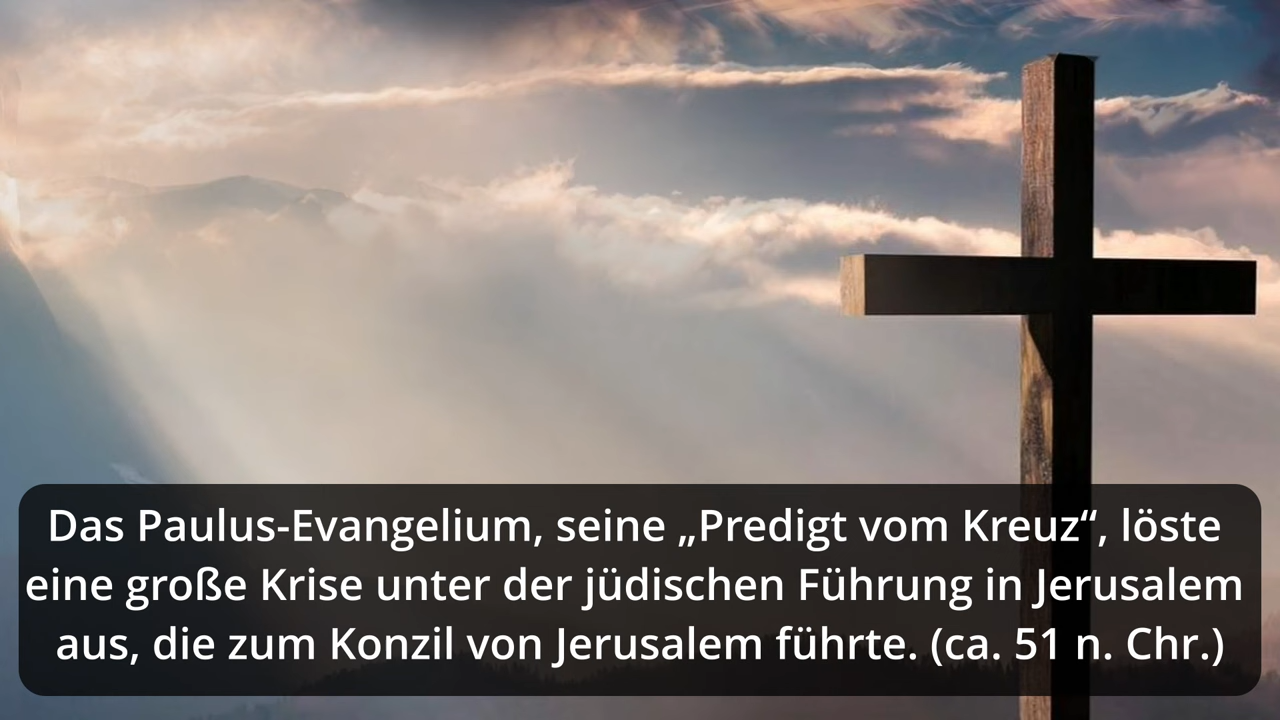 Das Paulus-Evangelium, seine „Predigt vom Kreuz“, löste
eine große Krise unter der jüdischen Führung in Jerusalem
aus, die zum Konzil von Jerusalem führte. (ca. 51 n. Chr.)